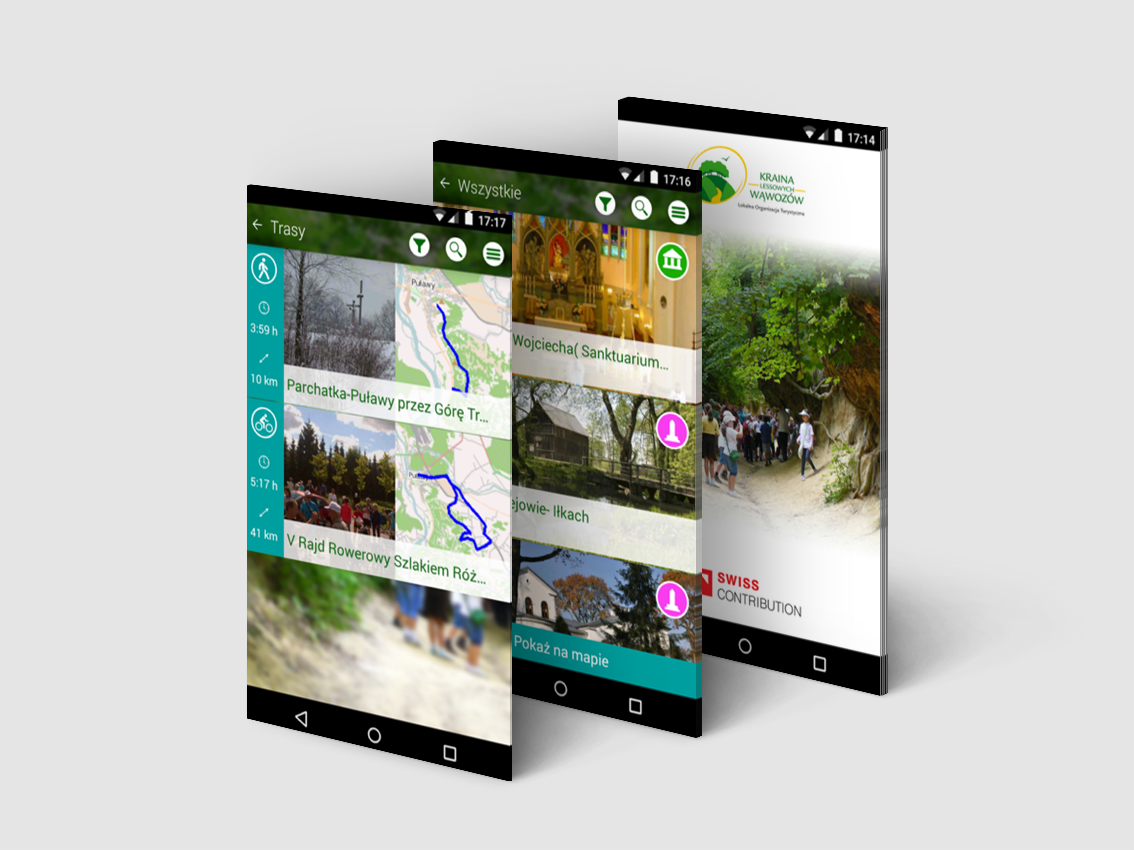 17:17
Trasy
3:59 h
10 km
Puławy
Parchatka-Puławy przez Górę Tr...
5:17 h
41 km
V Rajd Rowerowy Szlakiem Róż...
17:16
Wszystkie
Wojciecha( Sanktuarium...
ejowie- Iłkach
Pokaż na mapie
17:14
KRAINA
LESSOWYCH
WĄWOZÓW
Lokalna Organizacja Turystyczna
SWISS
CONTRIBUTION